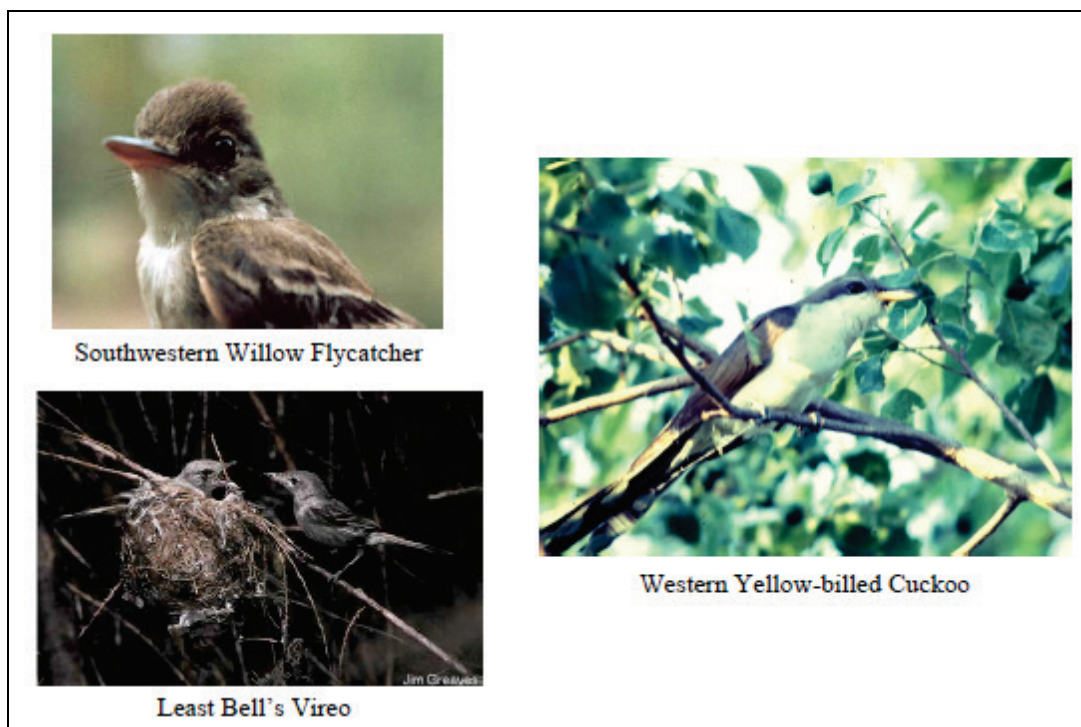 Southwestern Willow Flycatcher
Western Yellow-billed Cuckoo
Jim Greaves
Least Bell's Vireo